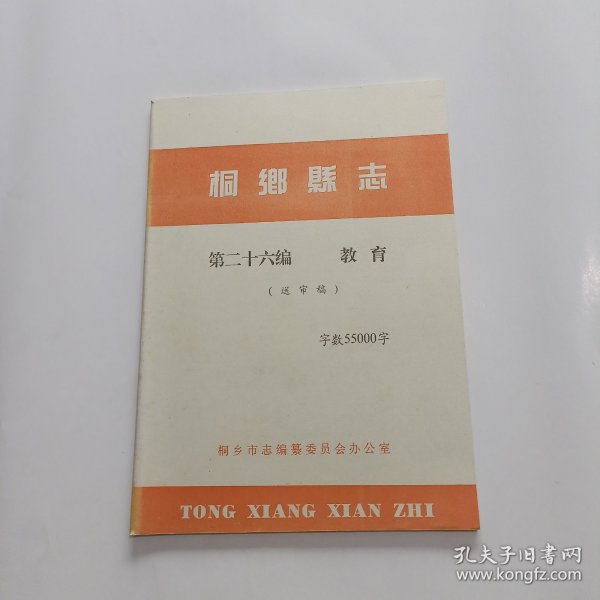 桐鄉縣志
第二十六编 教育
(送审稿)
字数55000字
桐乡市志编纂委员会办公室
TONG XIANG XIAN ZHI
孔夫子旧书网
www.kongfz.com